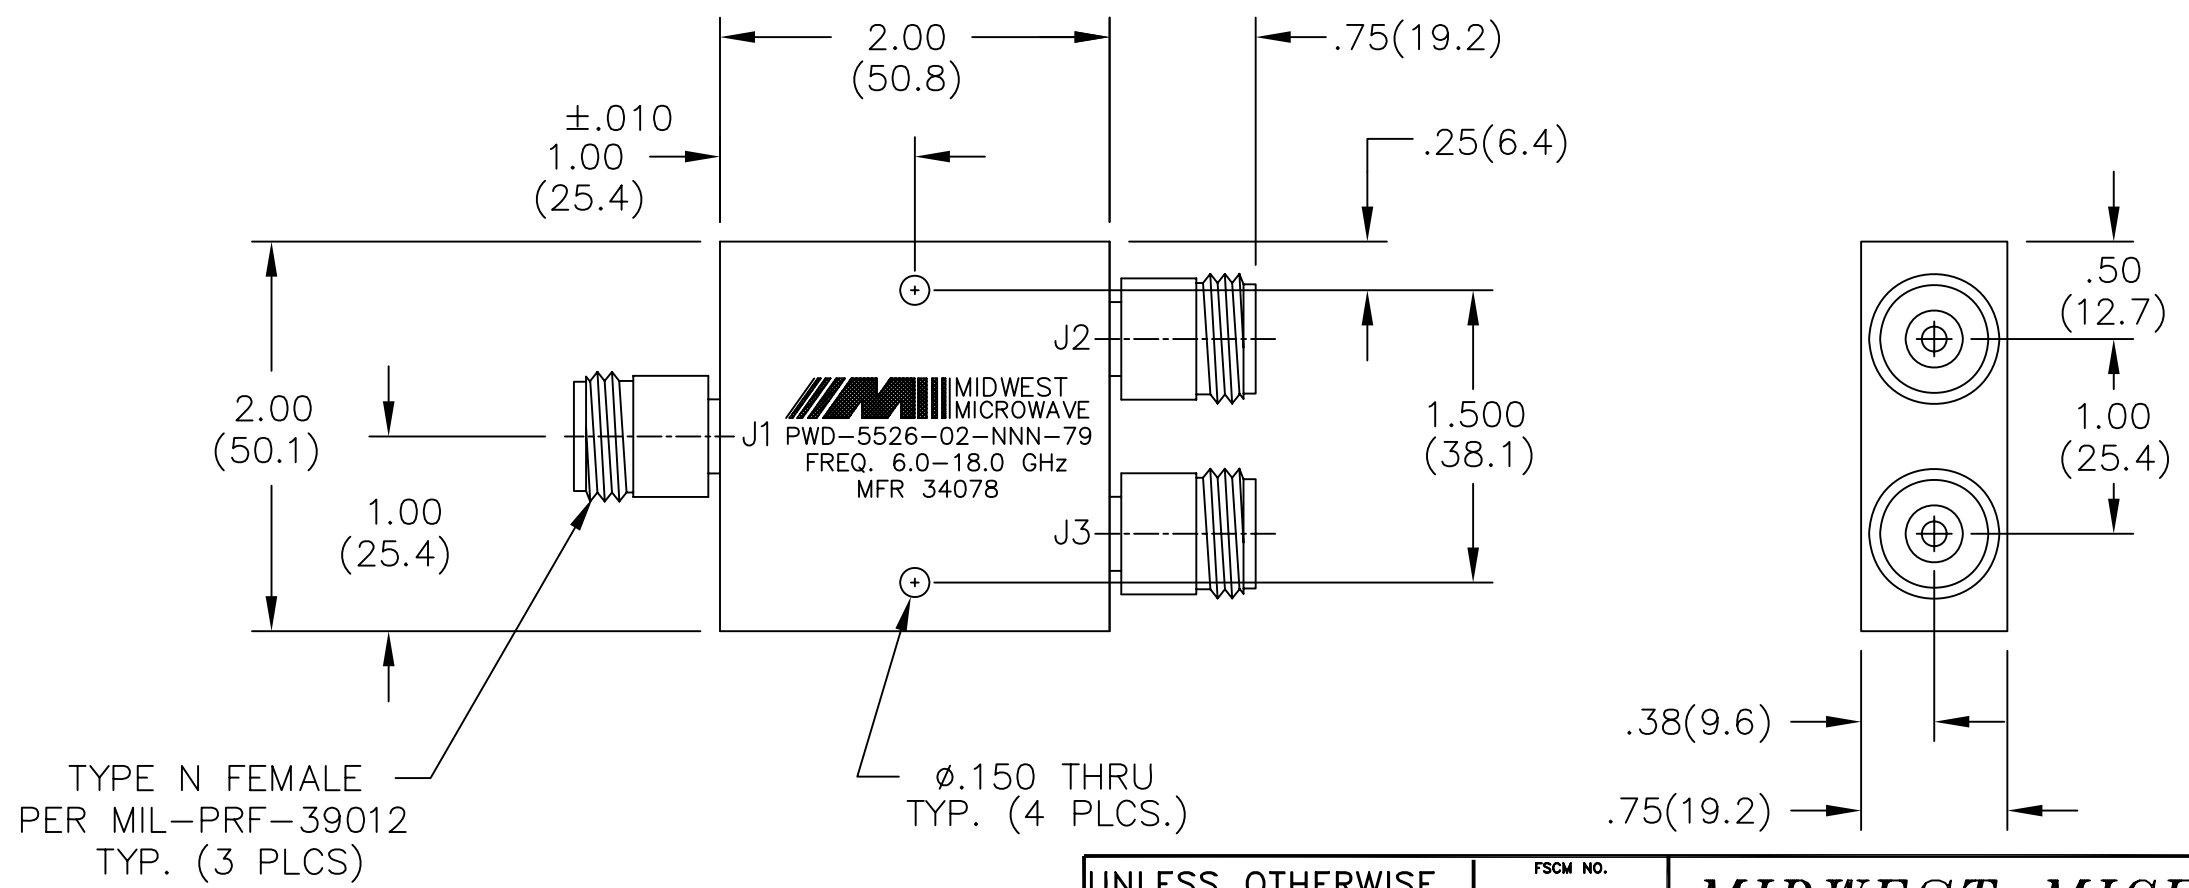 2.00
(50.8)
.75(19.2)
±.010
1.00
(25.4)
.25(6.4)
2.00
(50.1)
1.00
(25.4)
J1
J2
J3
MIDWEST
MICROWAVE
PWD-5526-02-NNN-79
FREQ. 6.0-18.0 GHz
MFR 34078
1.500
(38.1)
.50
(12.7)
1.00
(25.4)
.38(9.6)
.75(19.2)
TYPE N FEMALE
PER MIL-PRF-39012
TYP. (3 PLCS)
ø.150 THRU
TYP. (4 PLCS.)
UNLESS OTHERWISE
FSCM NO.
MIDWEST